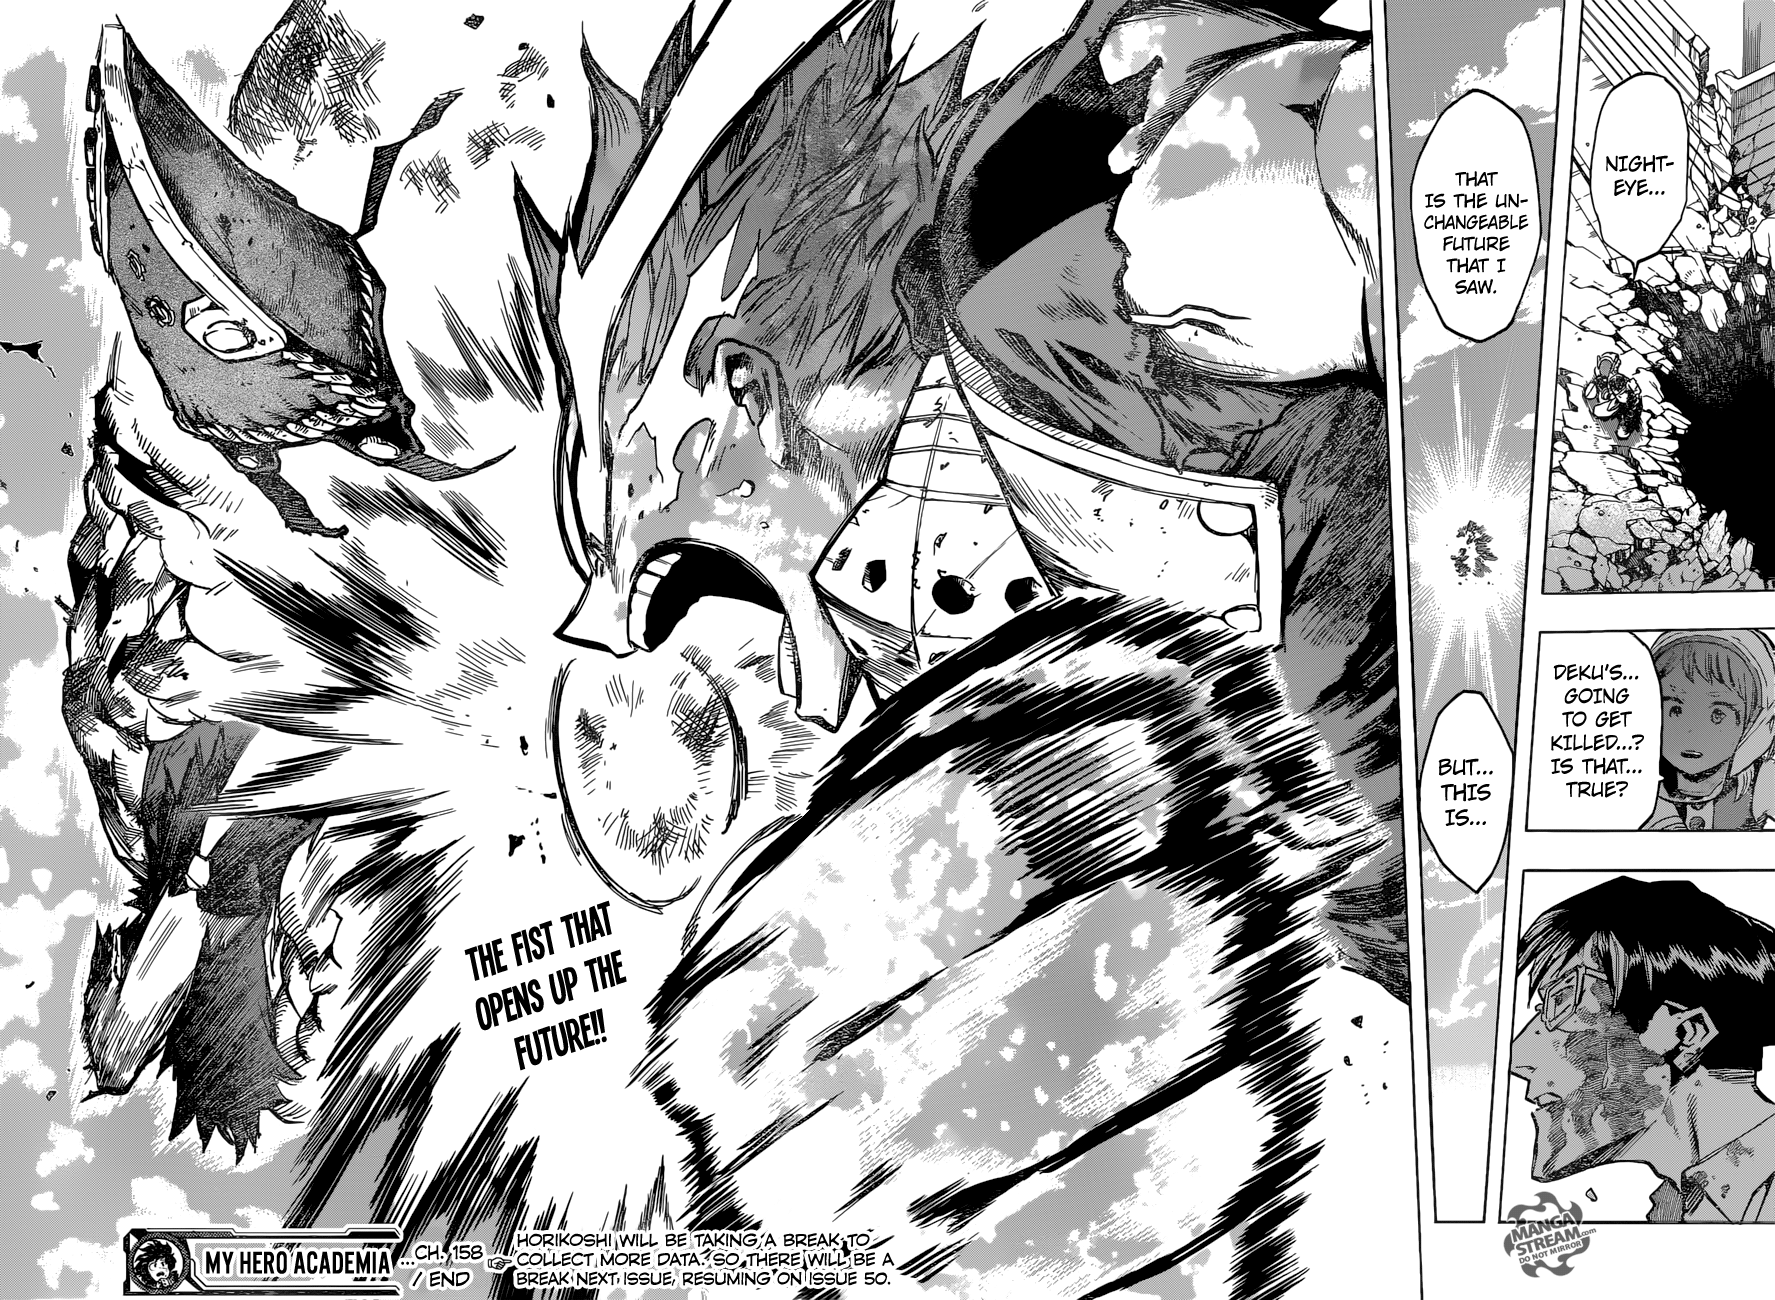 NIGHT-
EYE...
DEKU'S...
GOING
TO GET
KILLED...?
IS THAT...
TRUE?
THAT
IS THE UN-
CHANGEABLE
FUTURE
THAT I
SAW.
BUT...
THIS
IS...
THE FIST THAT
OPENS UP THE
FUTURE!!
MY HERO ACADEMIA
... CH. 158
/ END
HORIKOSHI WILL BE TAKING A BREAK TO
COLLECT MORE DATA. SO THERE WILL BE A
BREAK NEXT ISSUE, RESUMING ON ISSUE 50.
MANGA
STREAM.com
DO NOT MIRROR